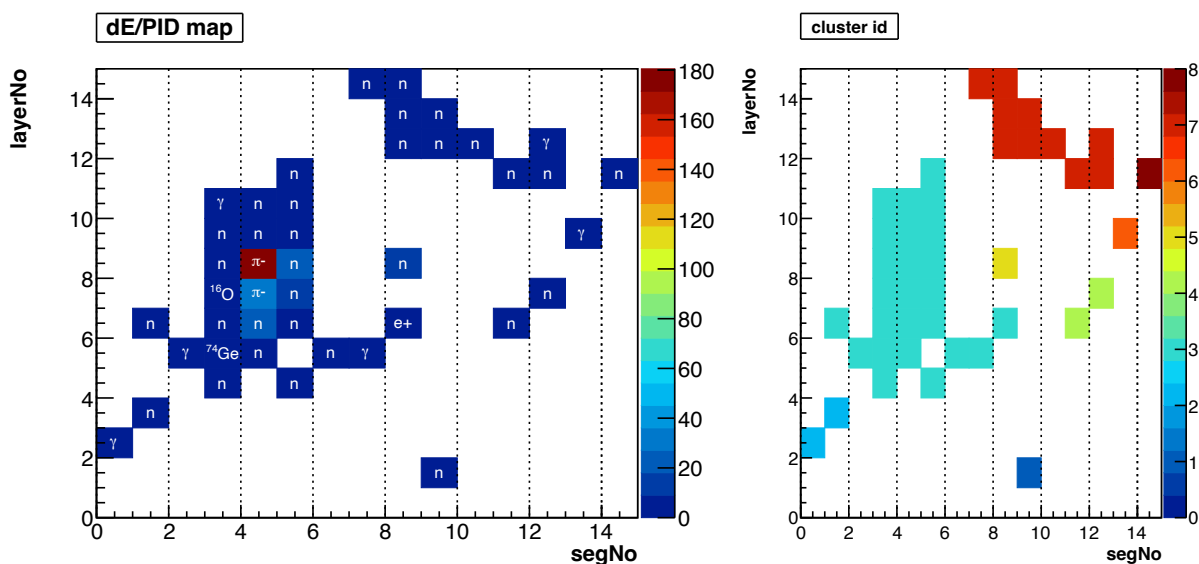 dE/PID map
layerNo
14
12
10
8
6
4
2
0
n n
n n
n n n γ
n n n n
γ n n
n n n γ
n π- n n
16O π- n n
n n n n e+ n
γ 74Ge n n γ
n n
n
γ
n
0 2 4 6 8 10 12 14
segNo
180
160
140
120
100
80
60
40
20
0
cluster id
layerNo
14
12
10
8
6
4
2
0
0 2 4 6 8 10 12 14
segNo
8
7
6
5
4
3
2
1
0